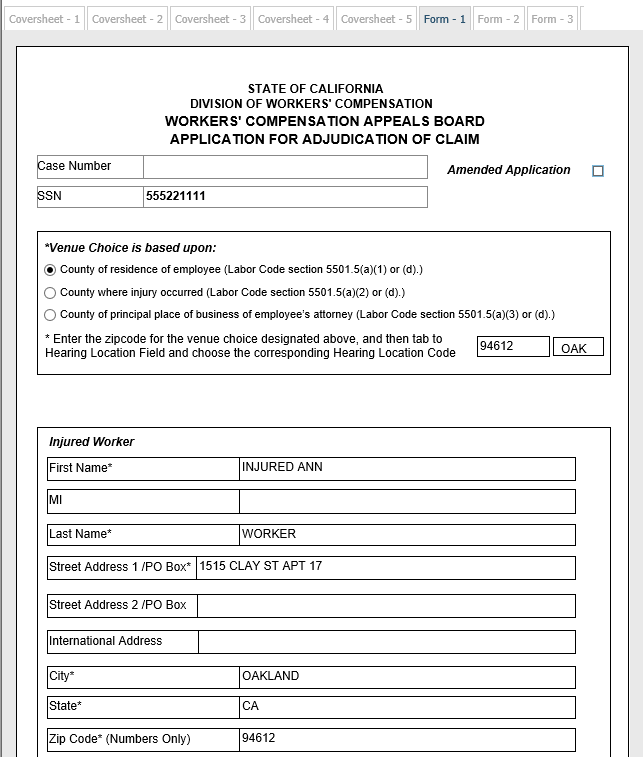 Coversheet - 1 Coversheet - 2 Coversheet - 3 Coversheet - 4 Coversheet - 5 Form - 1 Form - 2 Form - 3
STATE OF CALIFORNIA
DIVISION OF WORKERS' COMPENSATION
WORKERS' COMPENSATION APPEALS BOARD
APPLICATION FOR ADJUDICATION OF CLAIM
Case Number
Amended Application
SSN 555221111
*Venue Choice is based upon:
County of residence of employee (Labor Code section 5501.5(a)(1) or (d).)
County where injury occurred (Labor Code section 5501.5(a)(2) or (d).)
County of principal place of business of employee's attorney (Labor Code section 5501.5(a)(3) or (d).)
* Enter the zipcode for the venue choice designated above, and then tab to
Hearing Location Field and choose the corresponding Hearing Location Code
94612 OAK
Injured Worker
First Name* INJURED ANN
MI
Last Name* WORKER
Street Address 1 /PO Box* 1515 CLAY ST APT 17
Street Address 2 /PO Box
International Address
City* OAKLAND
State* CA
Zip Code* (Numbers Only) 94612